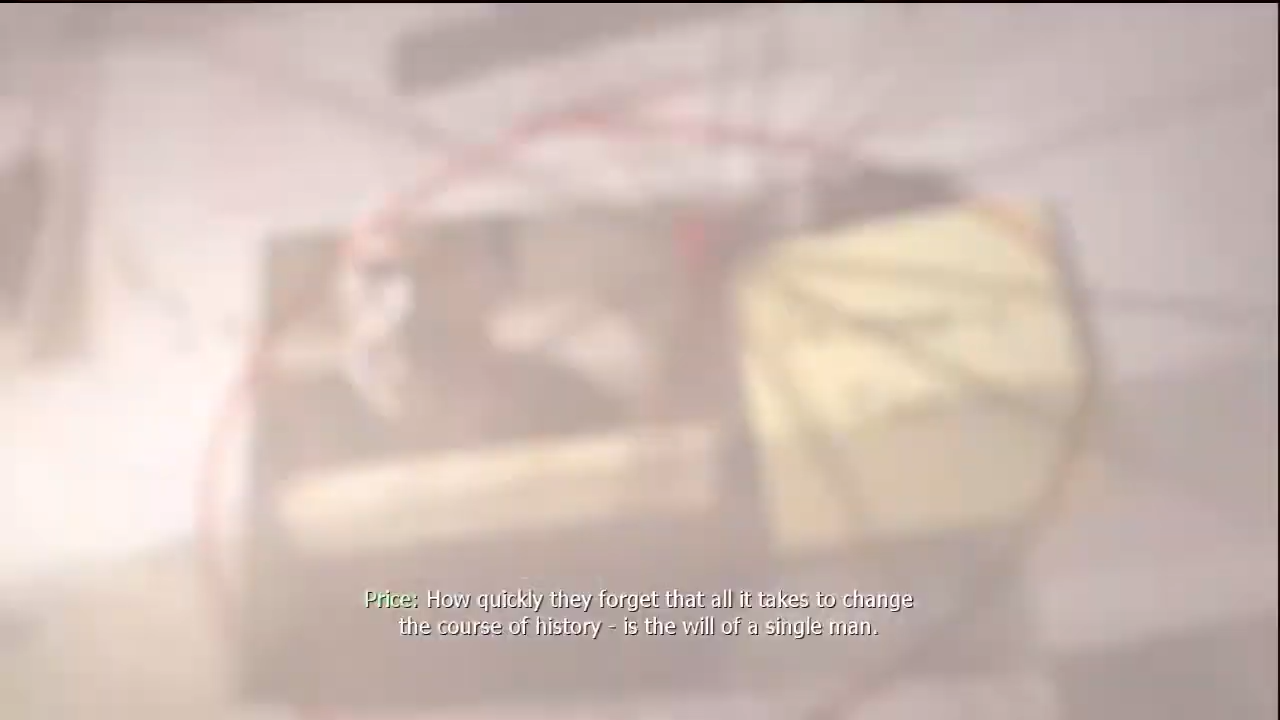 Price: How quickly they forget that all it takes to change
the course of history - is the will of a single man.